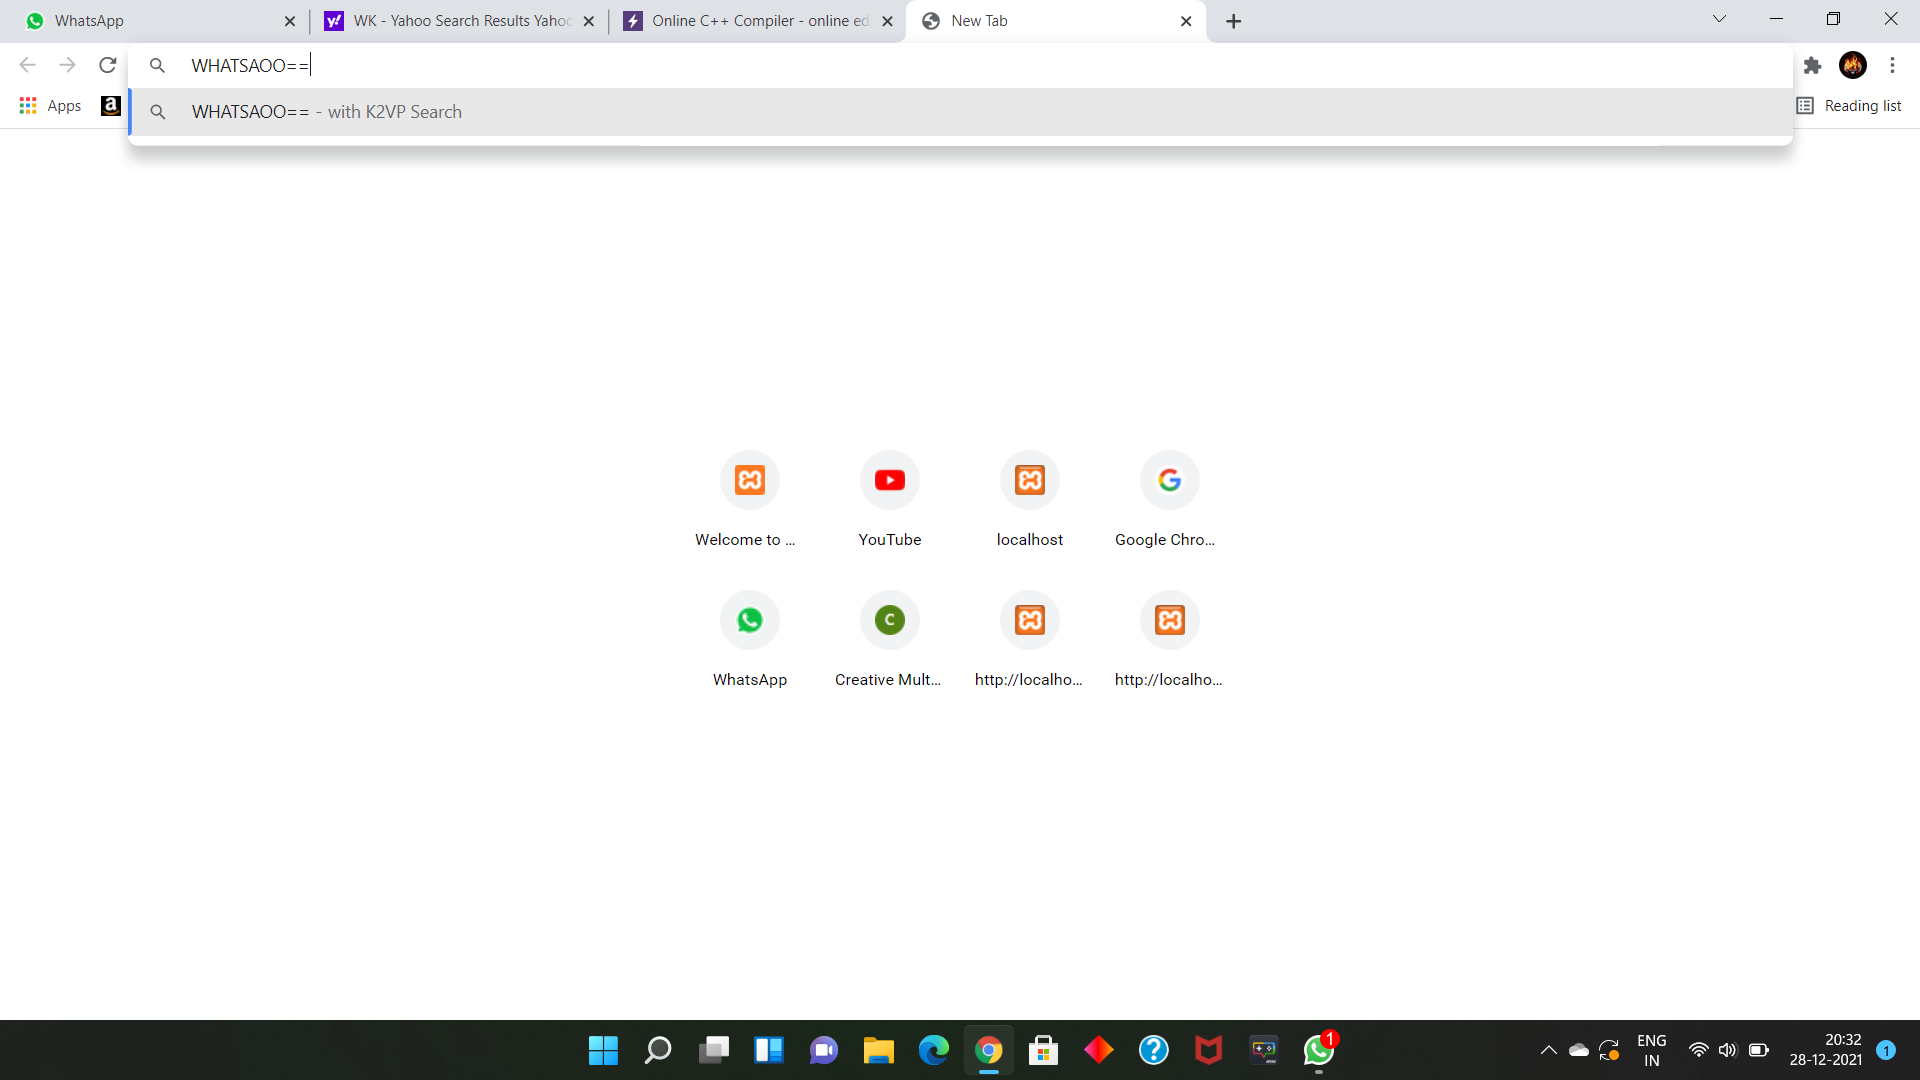 WhatsApp
WK - Yahoo Search Results Yahoo
Online C++ Compiler - online ed
New Tab
WHATSAOO==
Apps
WHATSAOO== - with K2VP Search
Reading list
Welcome to ...
YouTube
localhost
Google Chro...
WhatsApp
C
Creative Mult...
http://localho...
http://localho...
1
ENG
IN
20:32
28-12-2021
1